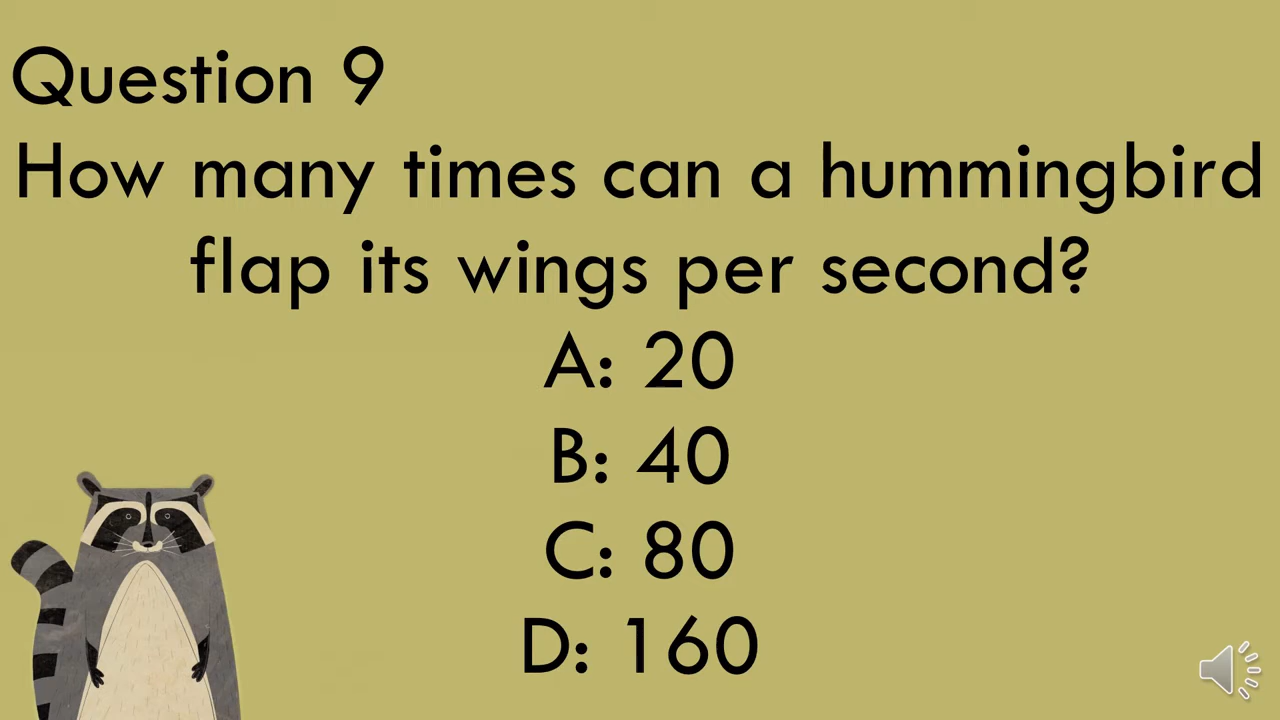 Question 9
How many times can a hummingbird
flap its wings per second?
A: 20
B: 40
C: 80
D: 160